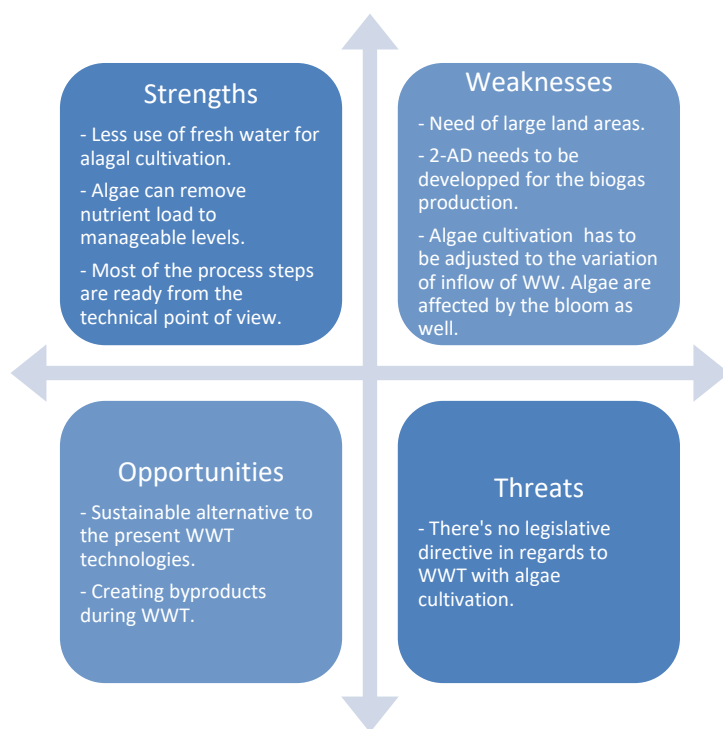 Strengths
- Less use of fresh water for
alagal cultivation.
- Algae can remove
nutrient load to
manageable levels.
- Most of the process steps
are ready from the
technical point of view.
Weaknesses
- Need of large land areas.
- 2-AD needs to be
developped for the biogas
production.
- Algae cultivation  has to
be adjusted to the variation
of inflow of WW. Algae are
affected by the bloom as
well.
Opportunities
- Sustainable alternative to
the present WWT
technologies.
- Creating byproducts
during WWT.
Threats
- There's no legislative
directive in regards to
WWT with algae
cultivation.